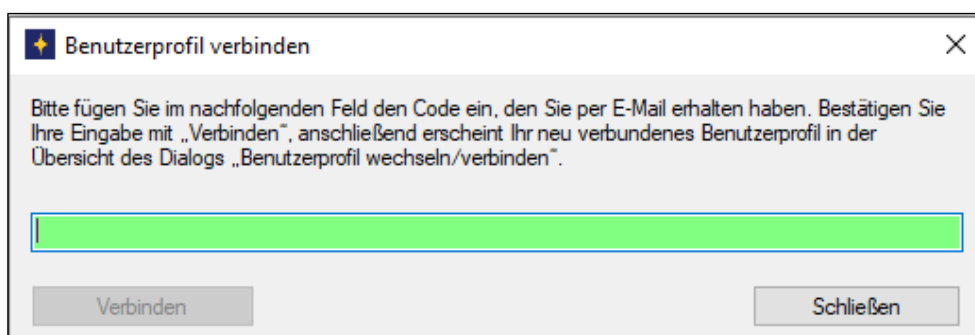 Benutzerprofil verbinden
Bitte fügen Sie im nachfolgenden Feld den Code ein, den Sie per E-Mail erhalten haben. Bestätigen Sie
Ihre Eingabe mit „Verbinden“, anschließend erscheint Ihr neu verbundenes Benutzerprofil in der
Übersicht des Dialogs „Benutzerprofil wechseln/verbinden“.
Verbinden
Schließen